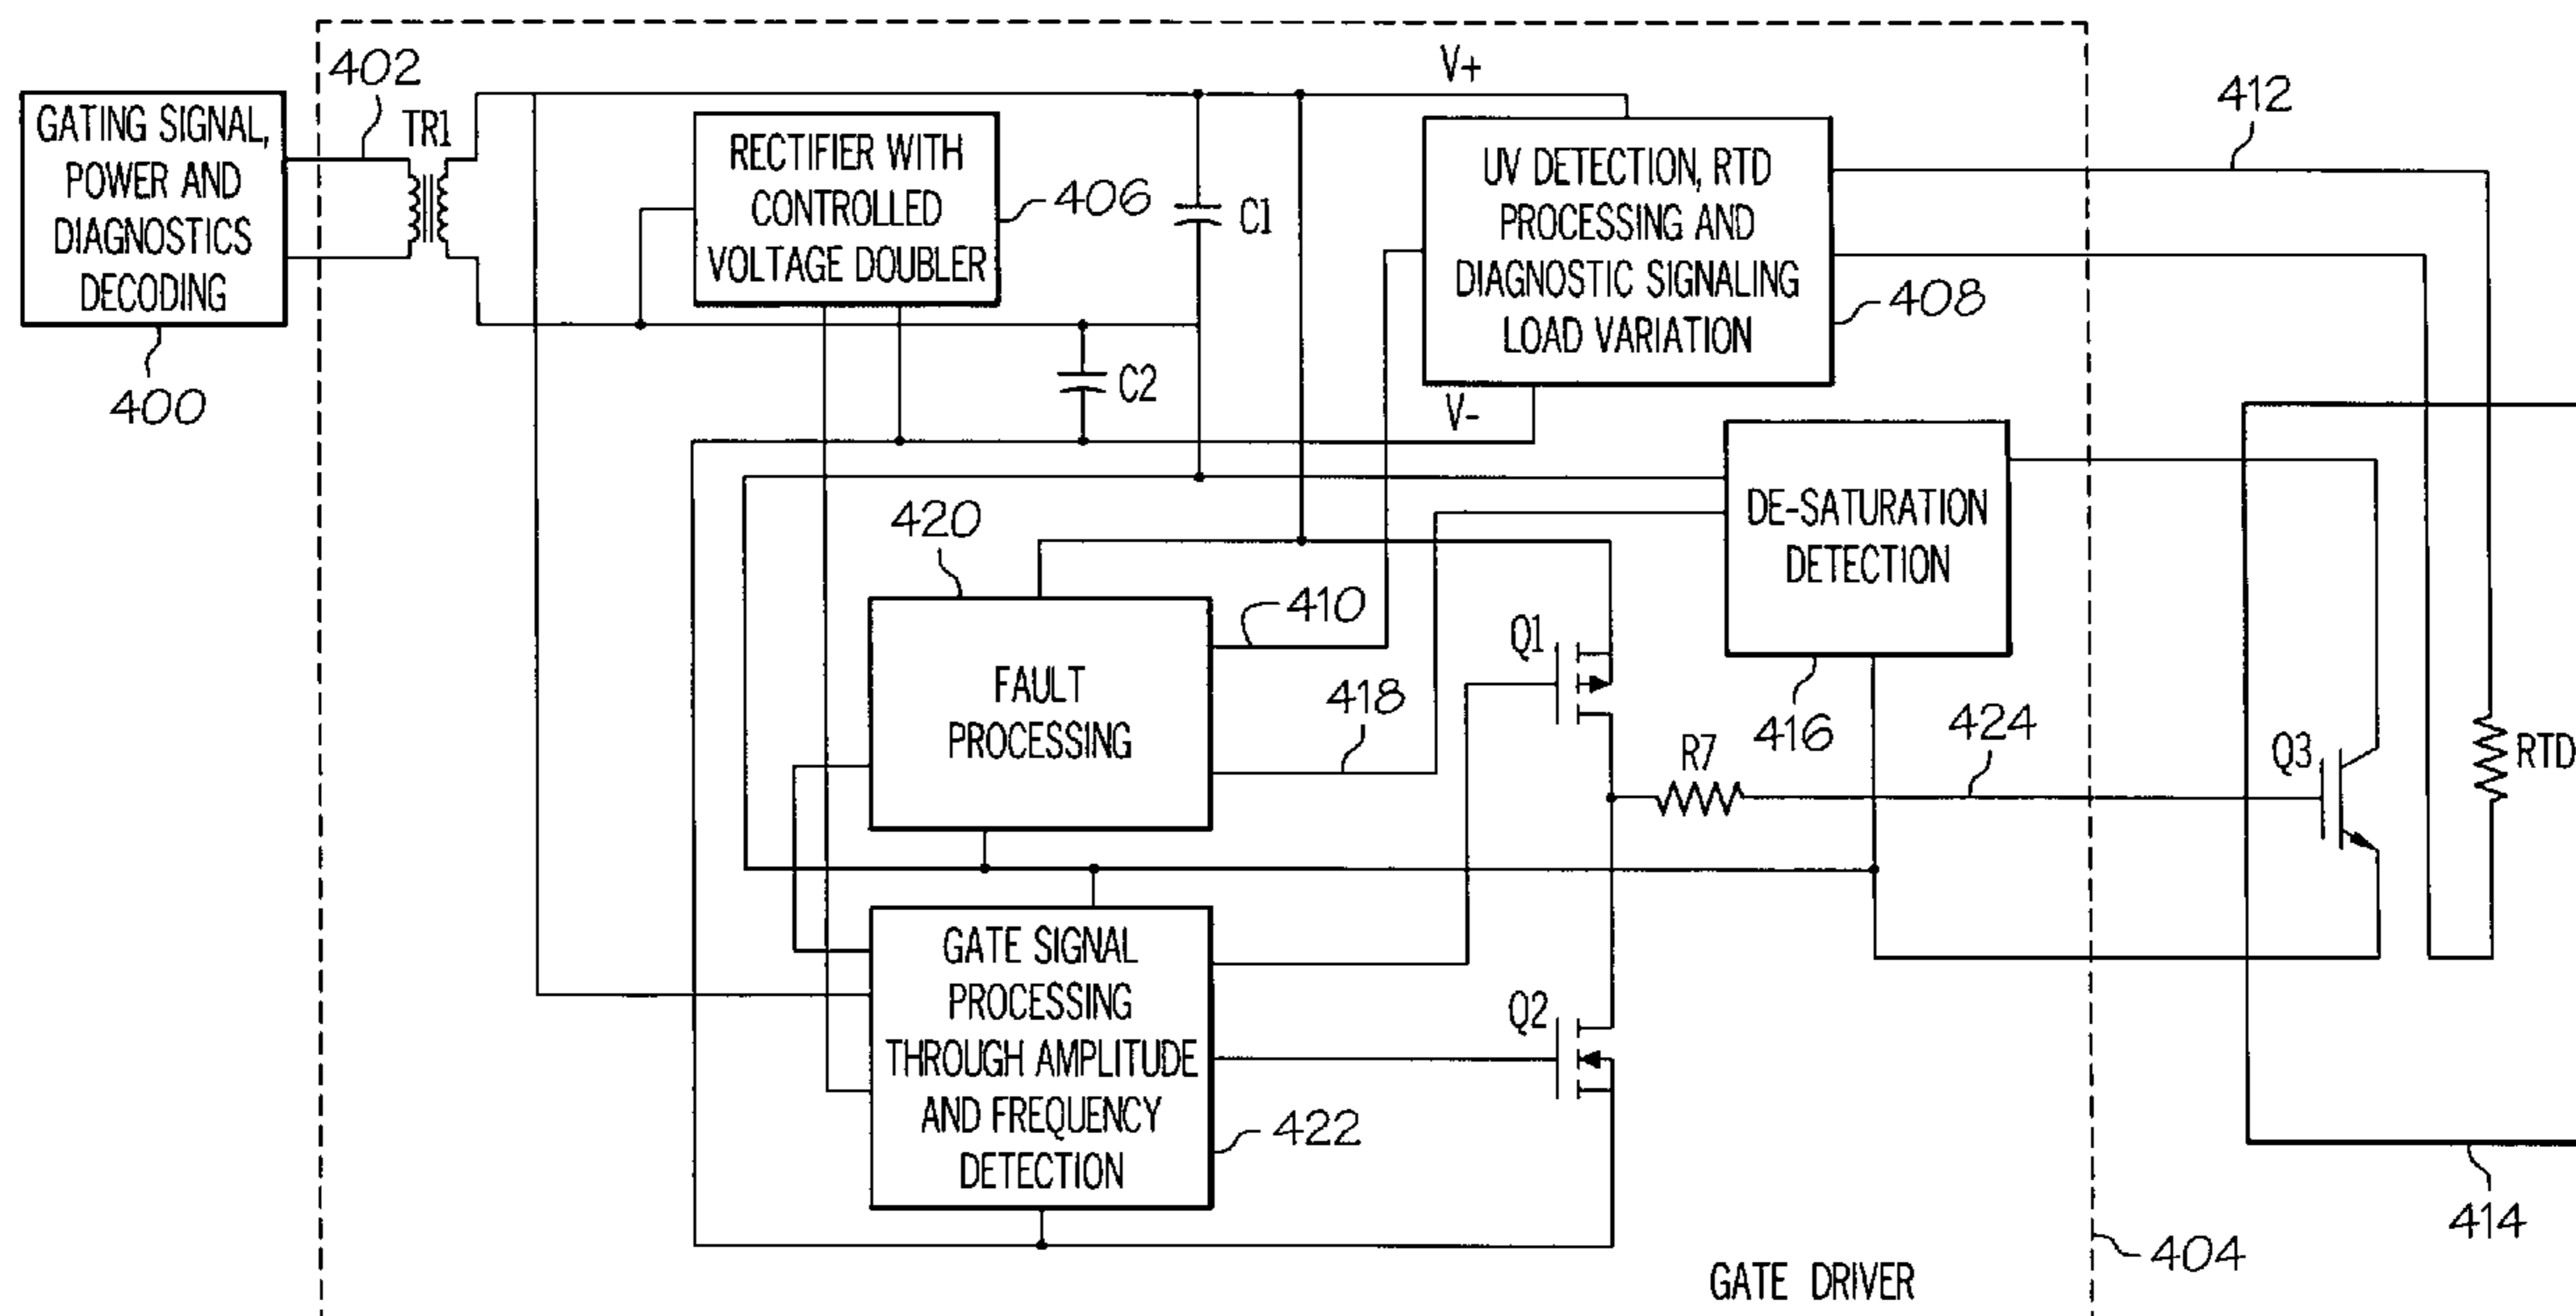 402
TR1
GATING SIGNAL,
POWER AND
DIAGNOSTICS
DECODING
400
RECTIFIER WITH
CONTROLLED
VOLTAGE DOUBLER
406
C1
C2
V+
UV DETECTION, RTD
PROCESSING AND
DIAGNOSTIC SIGNALING
LOAD VARIATION
408
V-
412
DE-SATURATION
DETECTION
416
420
FAULT
PROCESSING
410
418
Q1
R7
424
Q3
RTD
GATE SIGNAL
PROCESSING
THROUGH AMPLITUDE
AND FREQUENCY
DETECTION
422
Q2
414
404
GATE DRIVER